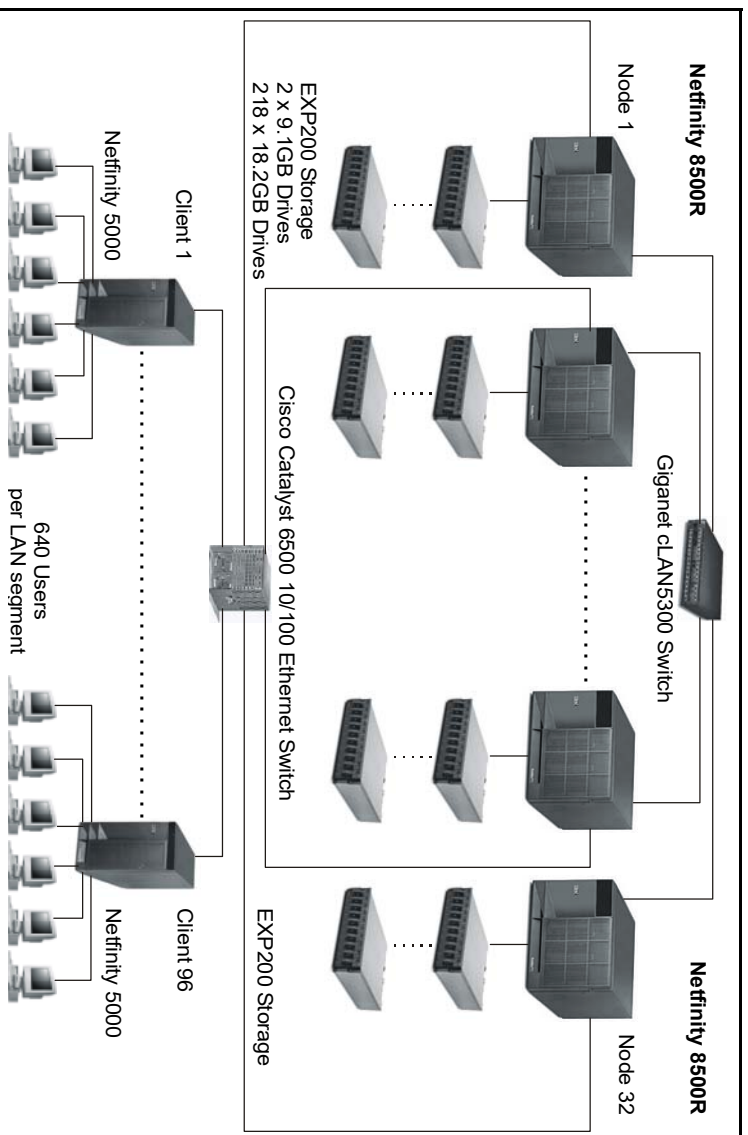 Netfinity 8500R
Netfinity 8500R
Node 1
Node 32
Giganet cLAN5300 Switch
EXP200 Storage
2 x 9.1GB Drives
218 x 18.2GB Drives
Cisco Catalyst 6500 10/100 Ethernet Switch
EXP200 Storage
Client 1
Client 96
Netfinity 5000
Netfinity 5000
640 Users
per LAN segment